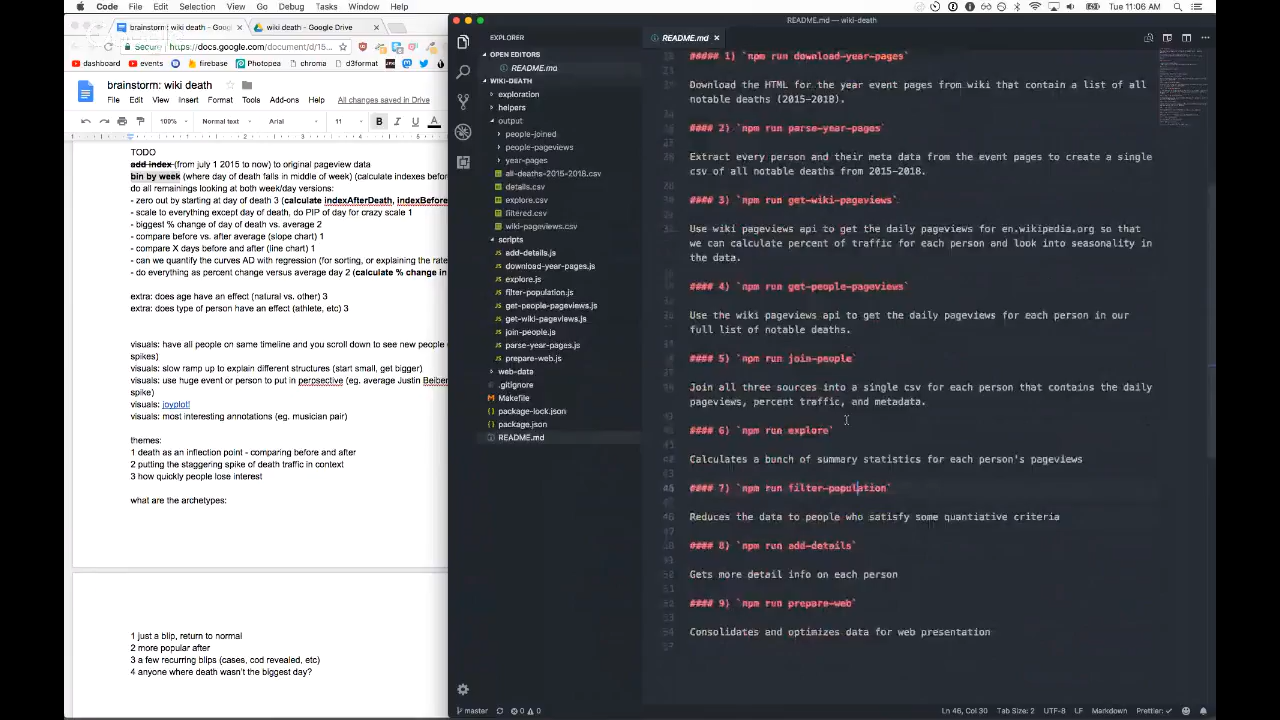 Code File Edit Selection View Go Debug Tasks Window Help
Tue 11:06 AM
brainstorm: wiki death - Google
wiki death - Google Drive
Secure https://docs.google.com/document/d/15...
dashboard events firebase Photopea chroma d3format
brainstorm: wiki death
File Edit View Insert Format Tools Add-ons All changes saved in Drive
100% Normal text Arial 11 B I U A
TODO
add index (from july 1 2015 to now) to original pageview data
bin by week (where day of death falls in middle of week) (calculate indexes befor
do all remainings looking at both week/day versions:
- zero out by starting at day of death 3 (calculate indexAfterDeath, indexBefore
- scale to everything except day of death, do PIP of day for crazy scale 1
- biggest % change of day of death vs. average 2
- compare before vs. after average (slope chart) 1
- compare X days before and after (line chart) 1
- can we quantify the curves AD with regression (for sorting, or explaining the rate
- do everything as percent change versus average day 2 (calculate % change in
extra: does age have an effect (natural vs. other) 3
extra: does type of person have an effect (athlete, etc) 3
visuals: have all people on same timeline and you scroll down to see new people
spikes)
visuals: slow ramp up to explain different structures (start small, get bigger)
visuals: use huge event or person to put in perpsective (eg. average Justin Beiber
spike)
visuals: joyplot!
visuals: most interesting annotations (eg. musician pair)
themes:
1 death as an inflection point - comparing before and after
2 putting the staggering spike of death traffic in context
3 how quickly people lose interest
what are the archetypes:
1 just a blip, return to normal
2 more popular after
3 a few recurring blips (cases, cod revealed, etc)
4 anyone where death wasn't the biggest day?
README.md — wiki-death
EXPLORER
OPEN EDITORS
README.md
WIKI-DEATH
exploration
helpers
output
people-joined
people-pageviews
year-pages
all-deaths-2015-2018.csv
details.csv
explore.csv
filtered.csv
wiki-pageviews.csv
scripts
add-details.js
download-year-pages.js
explore.js
filter-population.js
get-people-pageviews.js
get-wiki-pageviews.js
join-people.js
parse-year-pages.js
prepare-web.js
web-data
.gitignore
Makefile
package-lock.json
package.json
README.md
README.md
#### 1) `npm run download-year-pages`
Download the HTML for the year event pages from wiki that contain a list of all
notable deaths (2015-2018).
#### 2) `npm run parse-year-pages`
Extract every person and their meta data from the event pages to create a single
csv of all notable deaths from 2015-2018.
#### 3) `npm run get-wiki-pageviews`
Use wiki pageviews api to get the daily pageviews for en.wikipedia.org so that
we can calculate percent of traffic for each person and look into seasonality in
the data.
#### 4) `npm run get-people-pageviews`
Use the wiki pageviews api to get the daily pageviews for each person in our
full list of notable deaths.
#### 5) `npm run join-people`
Join all three sources into a single csv for each person that contains the daily
pageviews, percent traffic, and metadata.
#### 6) `npm run explore`
Calculates a bunch of summary statistics for each person's pageviews
#### 7) `npm run filter-population`
Reduces the data to people who satisfy some quantiative criteria
#### 8) `npm run add-details`
Gets more detail info on each person
#### 9) `npm run prepare-web`
Consolidates and optimizes data for web presentation
master 0 0 Ln 46, Col 30 Tab Size: 2 UTF-8 LF Markdown Prettier: ✓